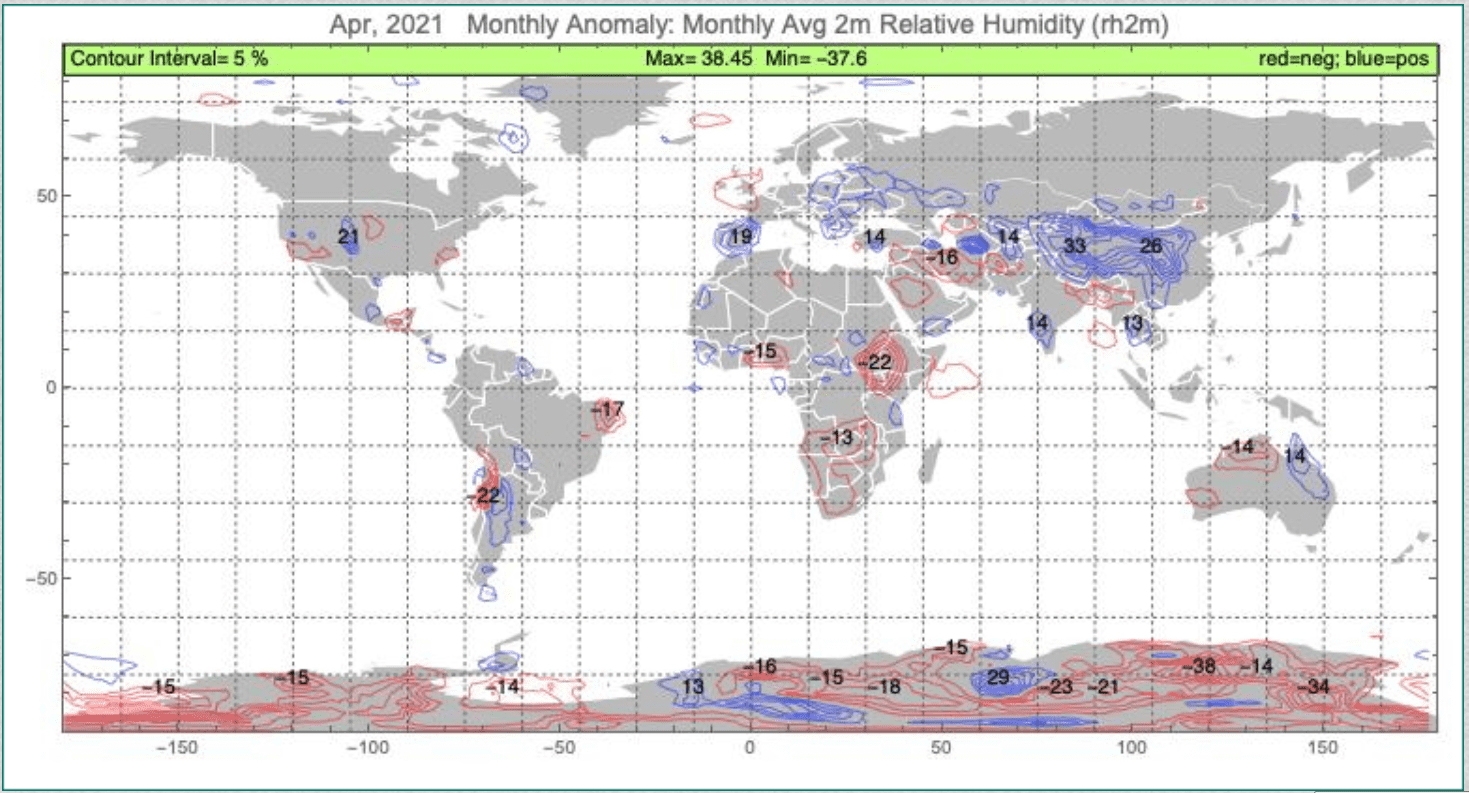 Apr, 2021 Monthly Anomaly: Monthly Avg 2m Relative Humidity (rh2m)
Contour Interval= 5 % Max= 38.45 Min= −37.6 red=neg; blue=pos
50
21 19 14 14 33 26
−16
14 13
−15 −22
0
−17
−13
−14 14
−22
−50
−15
−16 −38 −14
−15 −15 −14 13 −15 −18 29 −23 −21 −34
−150 −100 −50 0 50 100 150